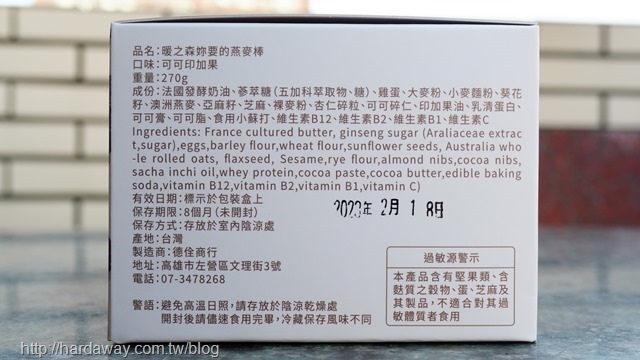 品名：暖之森妳要的燕麥棒
口味：可可印加果
重量：270g
成份：法國發酵奶油、蔘萃糖（五加科萃取物、糖）、雞蛋、大麥粉、小麥麵粉、葵花
籽、澳洲燕麥、亞麻籽、芝麻、裸麥粉、杏仁碎粒、可可碎仁、印加果油、乳清蛋白、
可可膏、可可脂、食用小蘇打、維生素B12、維生素B2、維生素B1、維生素C
Ingredients: France cultured butter, ginseng sugar (Araliaceae extrac
t,sugar),eggs,barley flour,wheat flour,sunflower seeds, Australia who
-le rolled oats, flaxseed, Sesame,rye flour,almond nibs,cocoa nibs,
sacha inchi oil,whey protein,cocoa paste,cocoa butter,edible baking
soda,vitamin B12,vitamin B2,vitamin B1,vitamin C)
有效日期：標示於包裝盒上
保存期限：8個月（未開封）
2023年 2月 1 8日
保存方式：存放於室內陰涼處
產地：台灣
製造商：德佺商行
地址：高雄市左營區文理街3號
電話：07-3478268
警語：避免高溫日照，請存放於陰涼乾燥處
開封後請儘速食用完畢，冷藏保存風味不同
過敏源警示
本產品含有堅果類、含
麩質之穀物、蛋、芝麻及
其製品，不適合對其過
敏體質者食用
http://hardaway.com.tw/blog